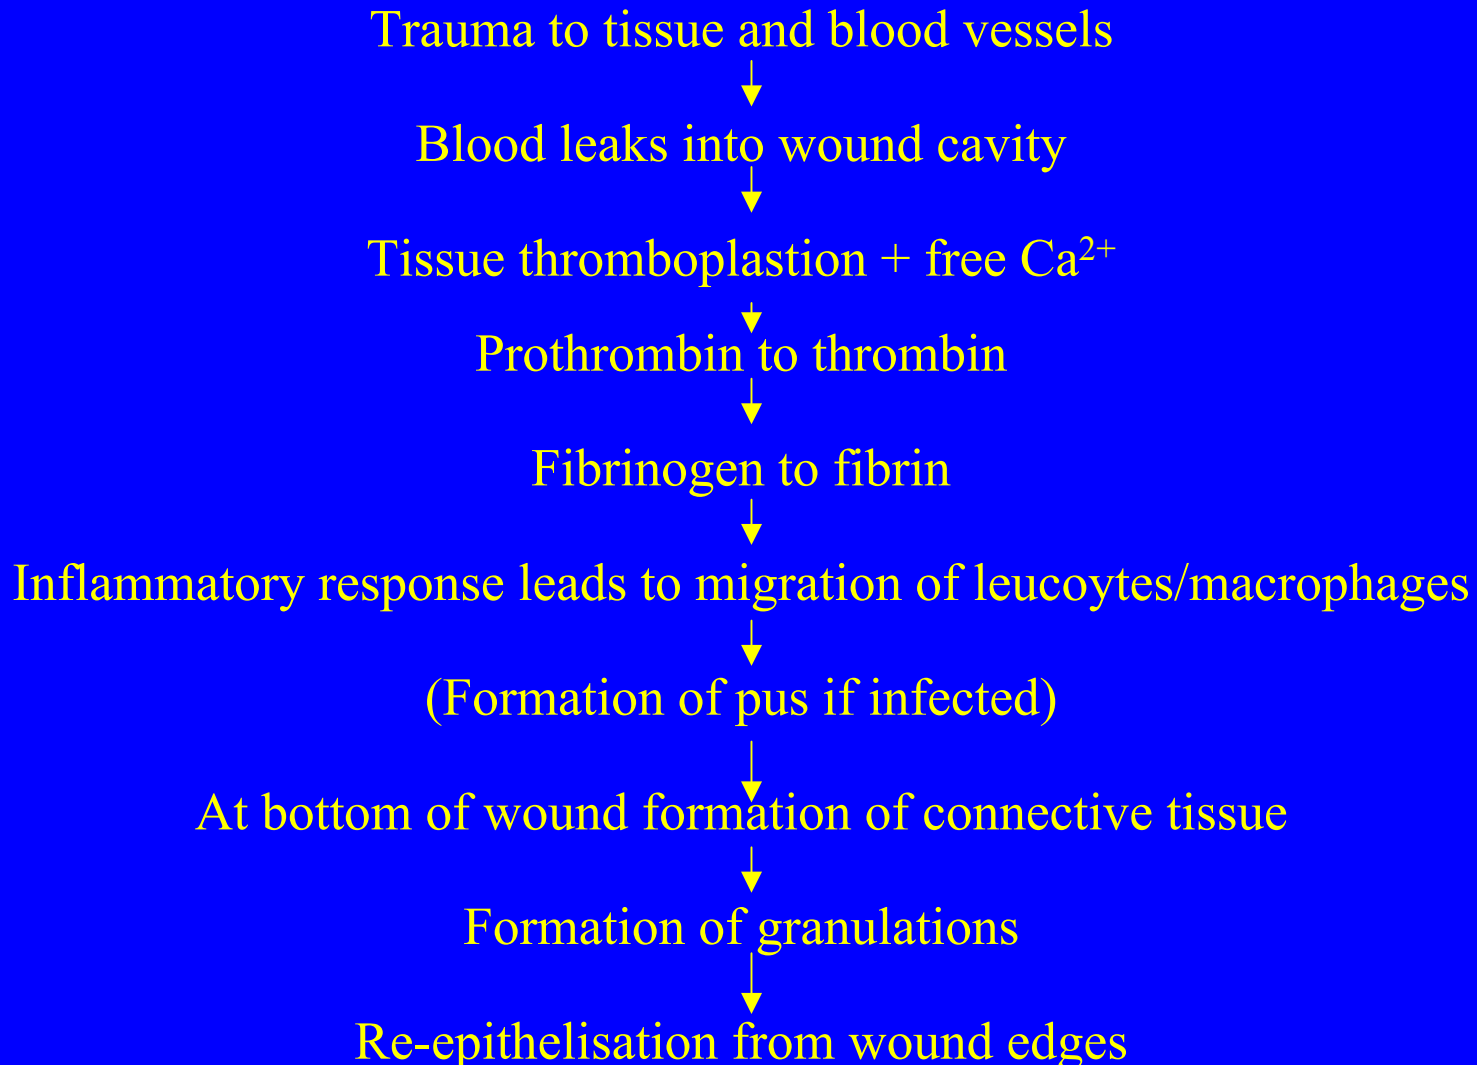 Trauma to tissue and blood vessels
Blood leaks into wound cavity
Tissue thromboplastion + free Ca²⁺
Prothrombin to thrombin
Fibrinogen to fibrin
Inflammatory response leads to migration of leucoytes/macrophages
(Formation of pus if infected)
At bottom of wound formation of connective tissue
Formation of granulations
Re-epithelisation from wound edges